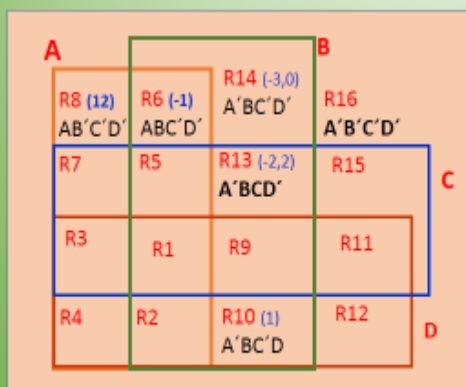 A
B
R8 (12)
AB´C´D´
R6 (-1)
ABC´D´
R14 (-3,0)
A´BC´D´
R16
A´B´C´D´
R7
R5
R13 (-2,2)
A´BCD´
R15
C
R3
R1
R9
R11
R4
R2
R10 (1)
A´BC´D
R12
D